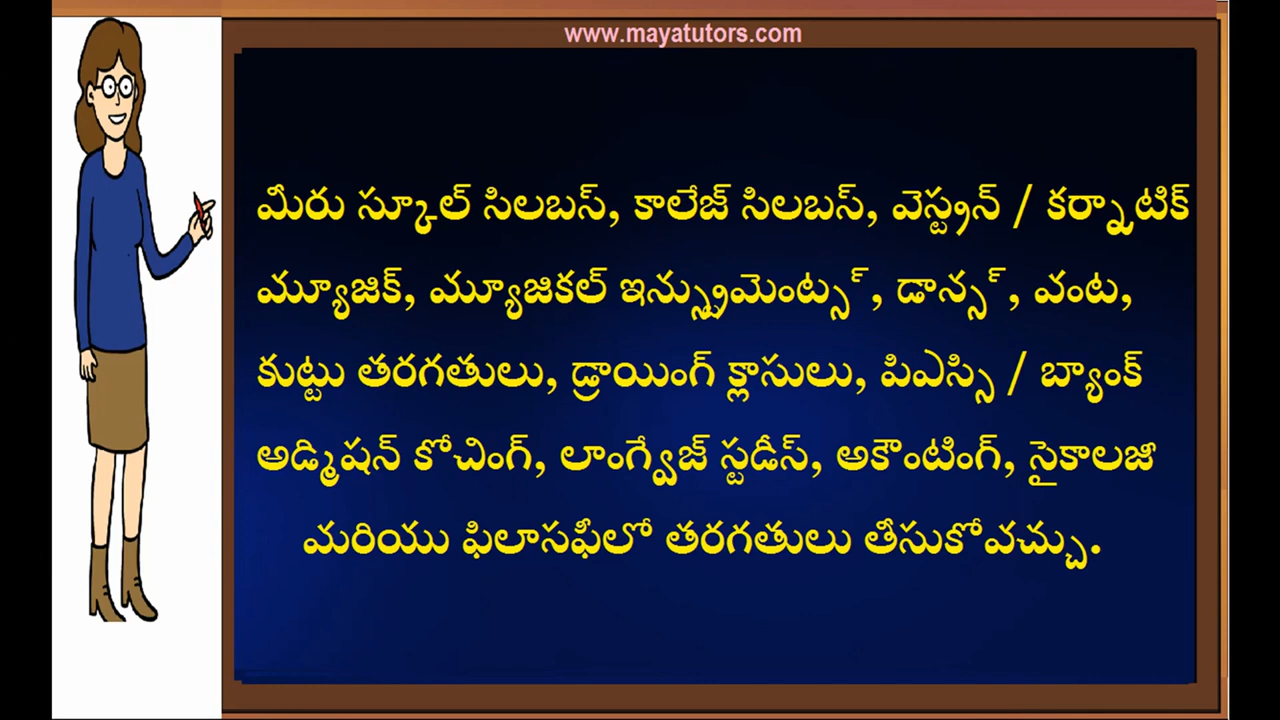 www.mayatutors.com
మీరు స్కూల్ సిలబస్, కాలేజ్ సిలబస్, వెస్ట్రన్ / కర్నాటిక్
మ్యూజిక్, మ్యూజికల్ ఇన్స్ట్రుమెంట్స్, డాన్స్, వంట,
కుట్టు తరగతులు, డ్రాయింగ్ క్లాసులు, పిఎస్సి / బ్యాంక్
అడ్మిషన్ కోచింగ్, లాంగ్వేజ్ స్టడీస్, అకౌంటింగ్, సైకాలజీ
మరియు ఫిలాసఫీలో తరగతులు తీసుకోవచ్చు.